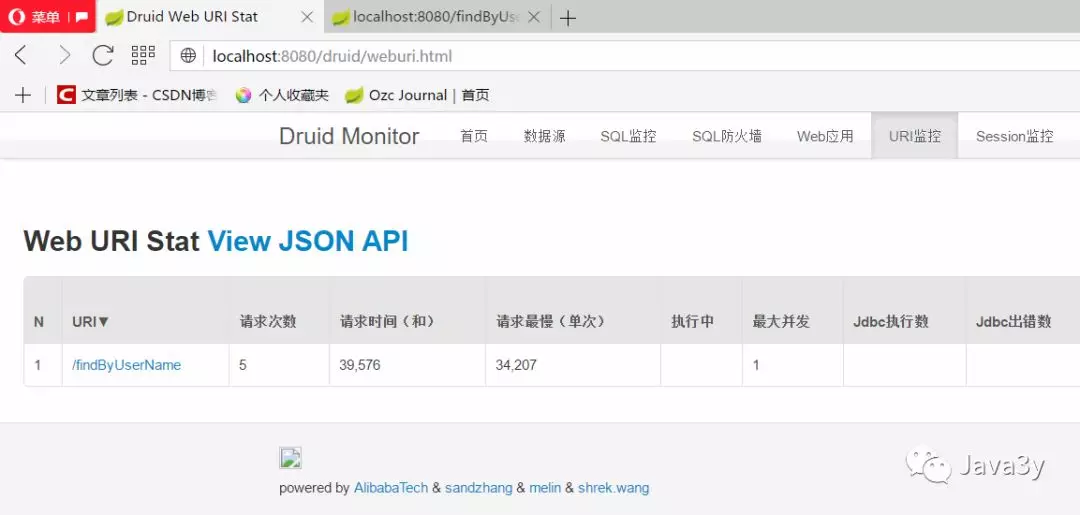 菜单 Druid Web URI Stat localhost:8080/findByUse
localhost:8080/druid/weburi.html
文章列表 - CSDN博客 个人收藏夹 Ozc Journal | 首页
Druid Monitor 首页 数据源 SQL监控 SQL防火墙 Web应用 URI监控 Session监控
Web URI Stat View JSON API
N URI▼ 请求次数 请求时间（和） 请求最慢（单次） 执行中 最大并发 Jdbc执行数 Jdbc出错数
1 /findByUserName 5 39,576 34,207 1
powered by AlibabaTech & sandzhang & melin & shrek.wang
Java3y